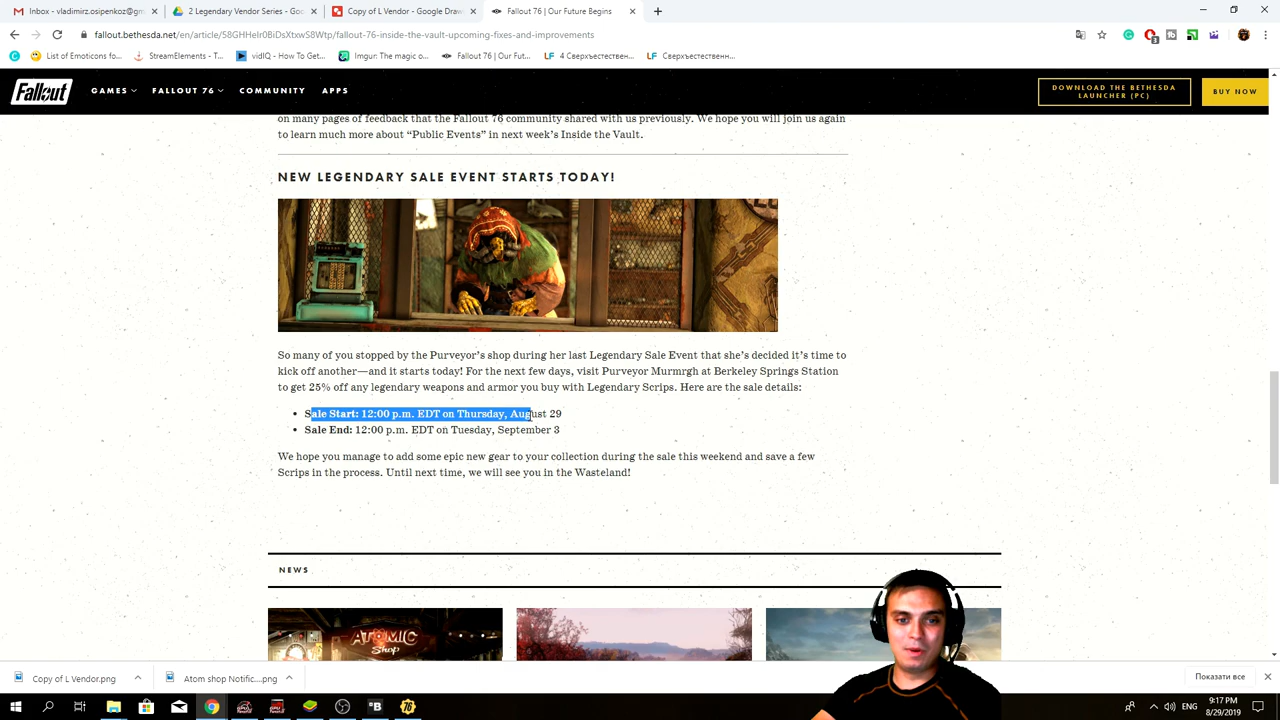 Inbox - vladimirz.osipenkoz@gm
2 Legendary Vendor Series - Goo
Copy of L Vendor - Google Draw
Fallout 76 | Our Future Begins
fallout.bethesda.net/en/article/58GHHelr0BiDsXtxwS8Wtp/fallout-76-inside-the-vault-upcoming-fixes-and-improvements
3
List of Emoticons fo...
StreamElements - T...
vidIQ - How To Get...
Imgur: The magic o...
Fallout 76 | Our Fut...
4 Сверхъестествен...
Сверхъестествен...
Fallout
GAMES
FALLOUT 76
COMMUNITY
APPS
DOWNLOAD THE BETHESDA
LAUNCHER (PC)
BUY NOW
on many pages of feedback that the Fallout 76 community shared with us previously. We hope you will join us again
to learn much more about “Public Events” in next week’s Inside the Vault.
NEW LEGENDARY SALE EVENT STARTS TODAY!
So many of you stopped by the Purveyor’s shop during her last Legendary Sale Event that she’s decided it’s time to
kick off another—and it starts today! For the next few days, visit Purveyor Murmrgh at Berkeley Springs Station
to get 25% off any legendary weapons and armor you buy with Legendary Scrips. Here are the sale details:
• Sale Start: 12:00 p.m. EDT on Thursday, August 29
• Sale End: 12:00 p.m. EDT on Tuesday, September 3
We hope you manage to add some epic new gear to your collection during the sale this weekend and save a few
Scrips in the process. Until next time, we will see you in the Wasteland!
NEWS
ATOMIC
Shop
Copy of L Vendor.png
Atom shop Notific....png
Показати все
ENG
9:17 PM
8/29/2019